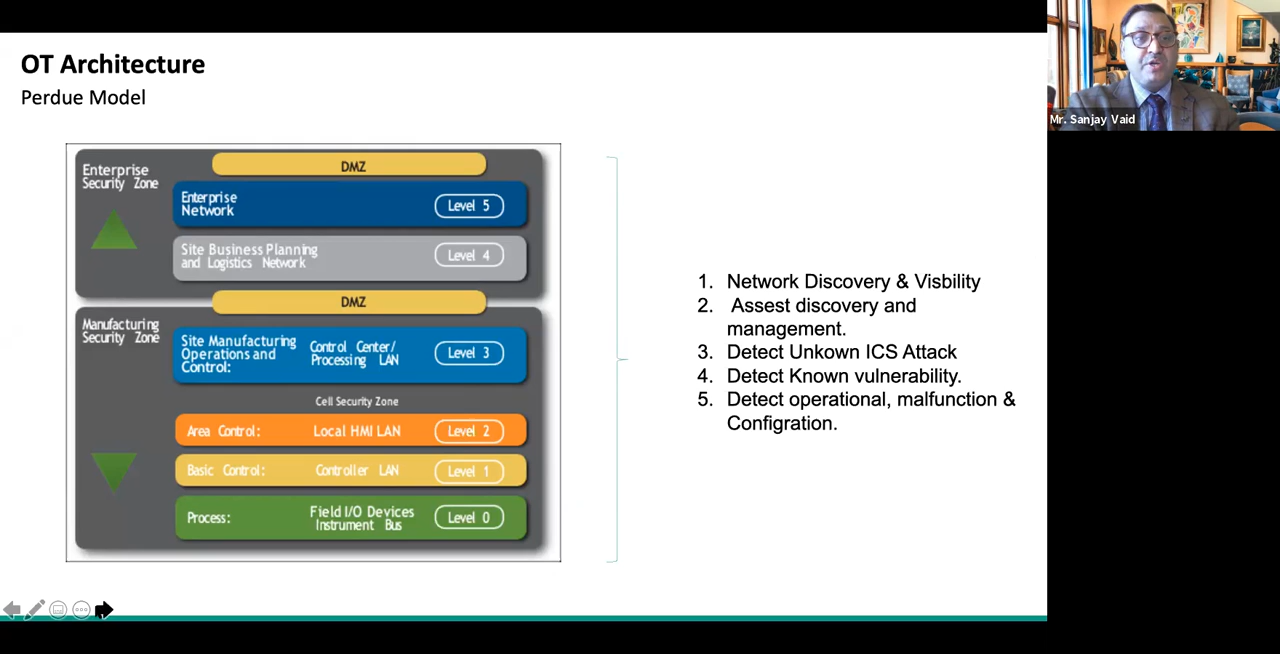 OT Architecture
Perdue Model
Mr. Sanjay Vaid
Enterprise
Security Zone
DMZ
Enterprise
Network
Level 5
Site Business Planning
and Logistics Network
Level 4
DMZ
Manufacturing
Security Zone
Site Manufacturing
Operations and
Control:
Control Center/
Processing LAN
Level 3
Cell Security Zone
Area Control:
Local HMI LAN
Level 2
Basic Control:
Controller LAN
Level 1
Process:
Field I/O Devices
Instrument Bus
Level 0
1. Network Discovery & Visbility
2. Assest discovery and
management.
3. Detect Unkown ICS Attack
4. Detect Known vulnerability.
5. Detect operational, malfunction &
Configration.